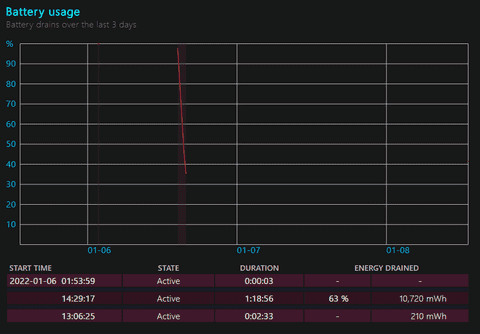 Battery usage
Battery drains over the last 3 days
%
90
80
70
60
50
40
30
20
10
01-06 01-07 01-08
START TIME STATE DURATION ENERGY DRAINED
2022-01-06 01:53:59 Active 0:00:03 - -
14:29:17 Active 1:18:56 63 % 10,720 mWh
13:06:25 Active 0:02:33 - 210 mWh